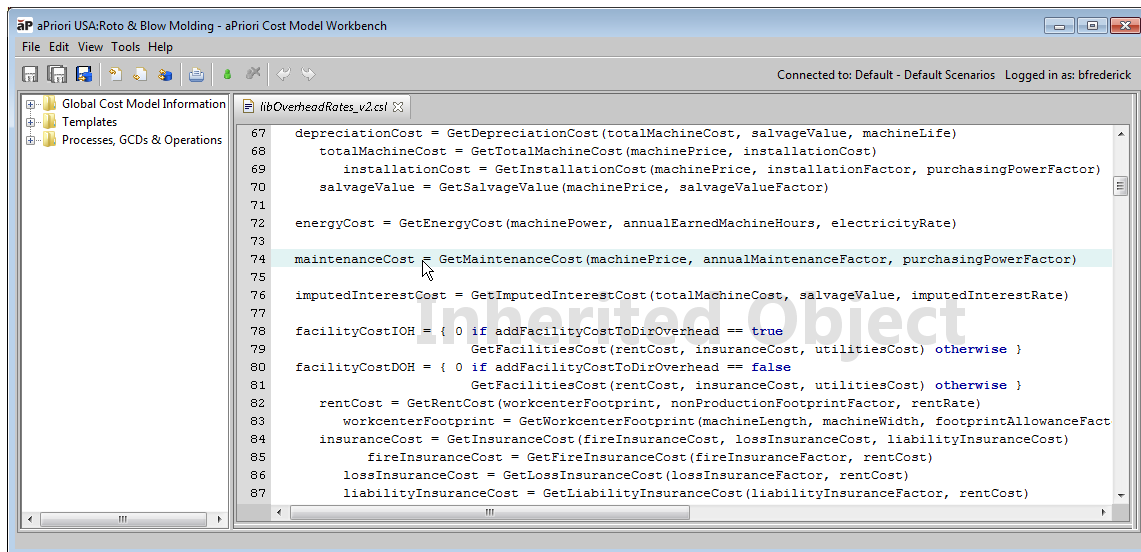 aP aPriori USA:Roto & Blow Molding - aPriori Cost Model Workbench
File Edit View Tools Help
Connected to: Default - Default Scenarios Logged in as: bfrederick
Global Cost Model Information
Templates
Processes, GCDs & Operations
libOverheadRates_v2.csl
67 depreciationCost = GetDepreciationCost(totalMachineCost, salvageValue, machineLife)
68 totalMachineCost = GetTotalMachineCost(machinePrice, installationCost)
69 installationCost = GetInstallationCost(machinePrice, installationFactor, purchasingPowerFactor)
70 salvageValue = GetSalvageValue(machinePrice, salvageValueFactor)
71
72 energyCost = GetEnergyCost(machinePower, annualEarnedMachineHours, electricityRate)
73
74 maintenanceCost = GetMaintenanceCost(machinePrice, annualMaintenanceFactor, purchasingPowerFactor)
75
76 imputedInterestCost = GetImputedInterestCost(totalMachineCost, salvageValue, imputedInterestRate)
77
Inherited Object
78 facilityCostIOH = { 0 if addFacilityCostToDirOverhead == true
79 GetFacilitiesCost(rentCost, insuranceCost, utilitiesCost) otherwise }
80 facilityCostDOH = { 0 if addFacilityCostToDirOverhead == false
81 GetFacilitiesCost(rentCost, insuranceCost, utilitiesCost) otherwise }
82 rentCost = GetRentCost(workcenterFootprint, nonProductionFootprintFactor, rentRate)
83 workcenterFootprint = GetWorkcenterFootprint(machineLength, machineWidth, footprintAllowanceFact
84 insuranceCost = GetInsuranceCost(fireInsuranceCost, lossInsuranceCost, liabilityInsuranceCost)
85 fireInsuranceCost = GetFireInsuranceCost(fireInsuranceFactor, rentCost)
86 lossInsuranceCost = GetLossInsuranceCost(lossInsuranceFactor, rentCost)
87 liabilityInsuranceCost = GetLiabilityInsuranceCost(liabilityInsuranceFactor, rentCost)